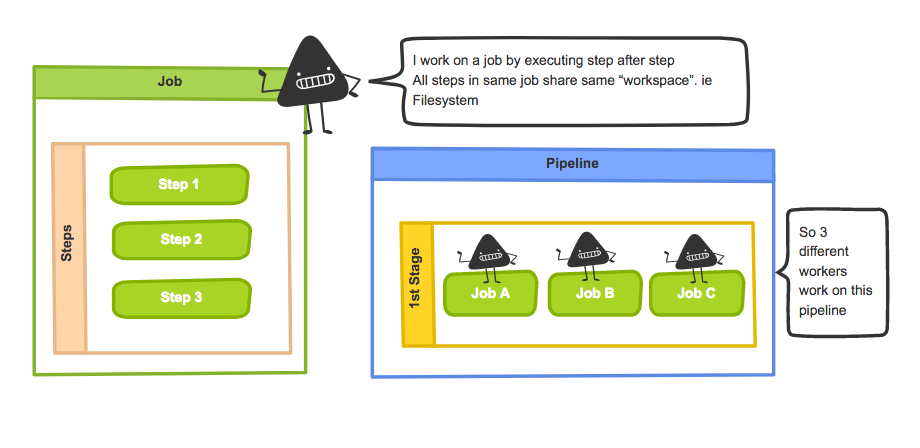 Job
I work on a job by executing step after step
All steps in same job share same “workspace”. ie
Filesystem
Steps
Step 1
Step 2
Step 3
Pipeline
1st Stage
Job A
Job B
Job C
So 3
different
workers
work on this
pipeline